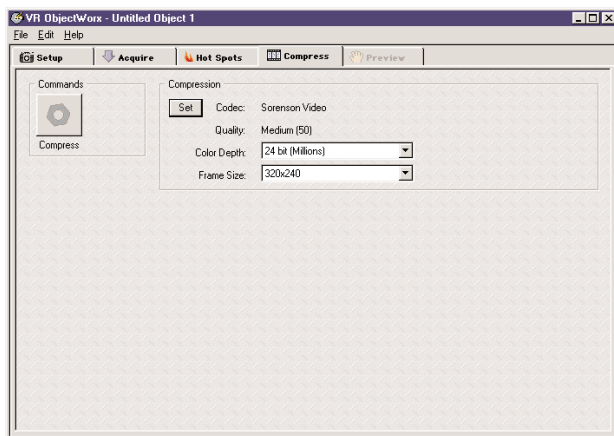 VR ObjectWorx - Untitled Object 1
File Edit Help
Setup Acquire Hot Spots Compress Preview
Commands
Compress
Compression
Set Codec: Sorenson Video
Quality: Medium (50)
Color Depth: 24 bit (Millions)
Frame Size: 320x240